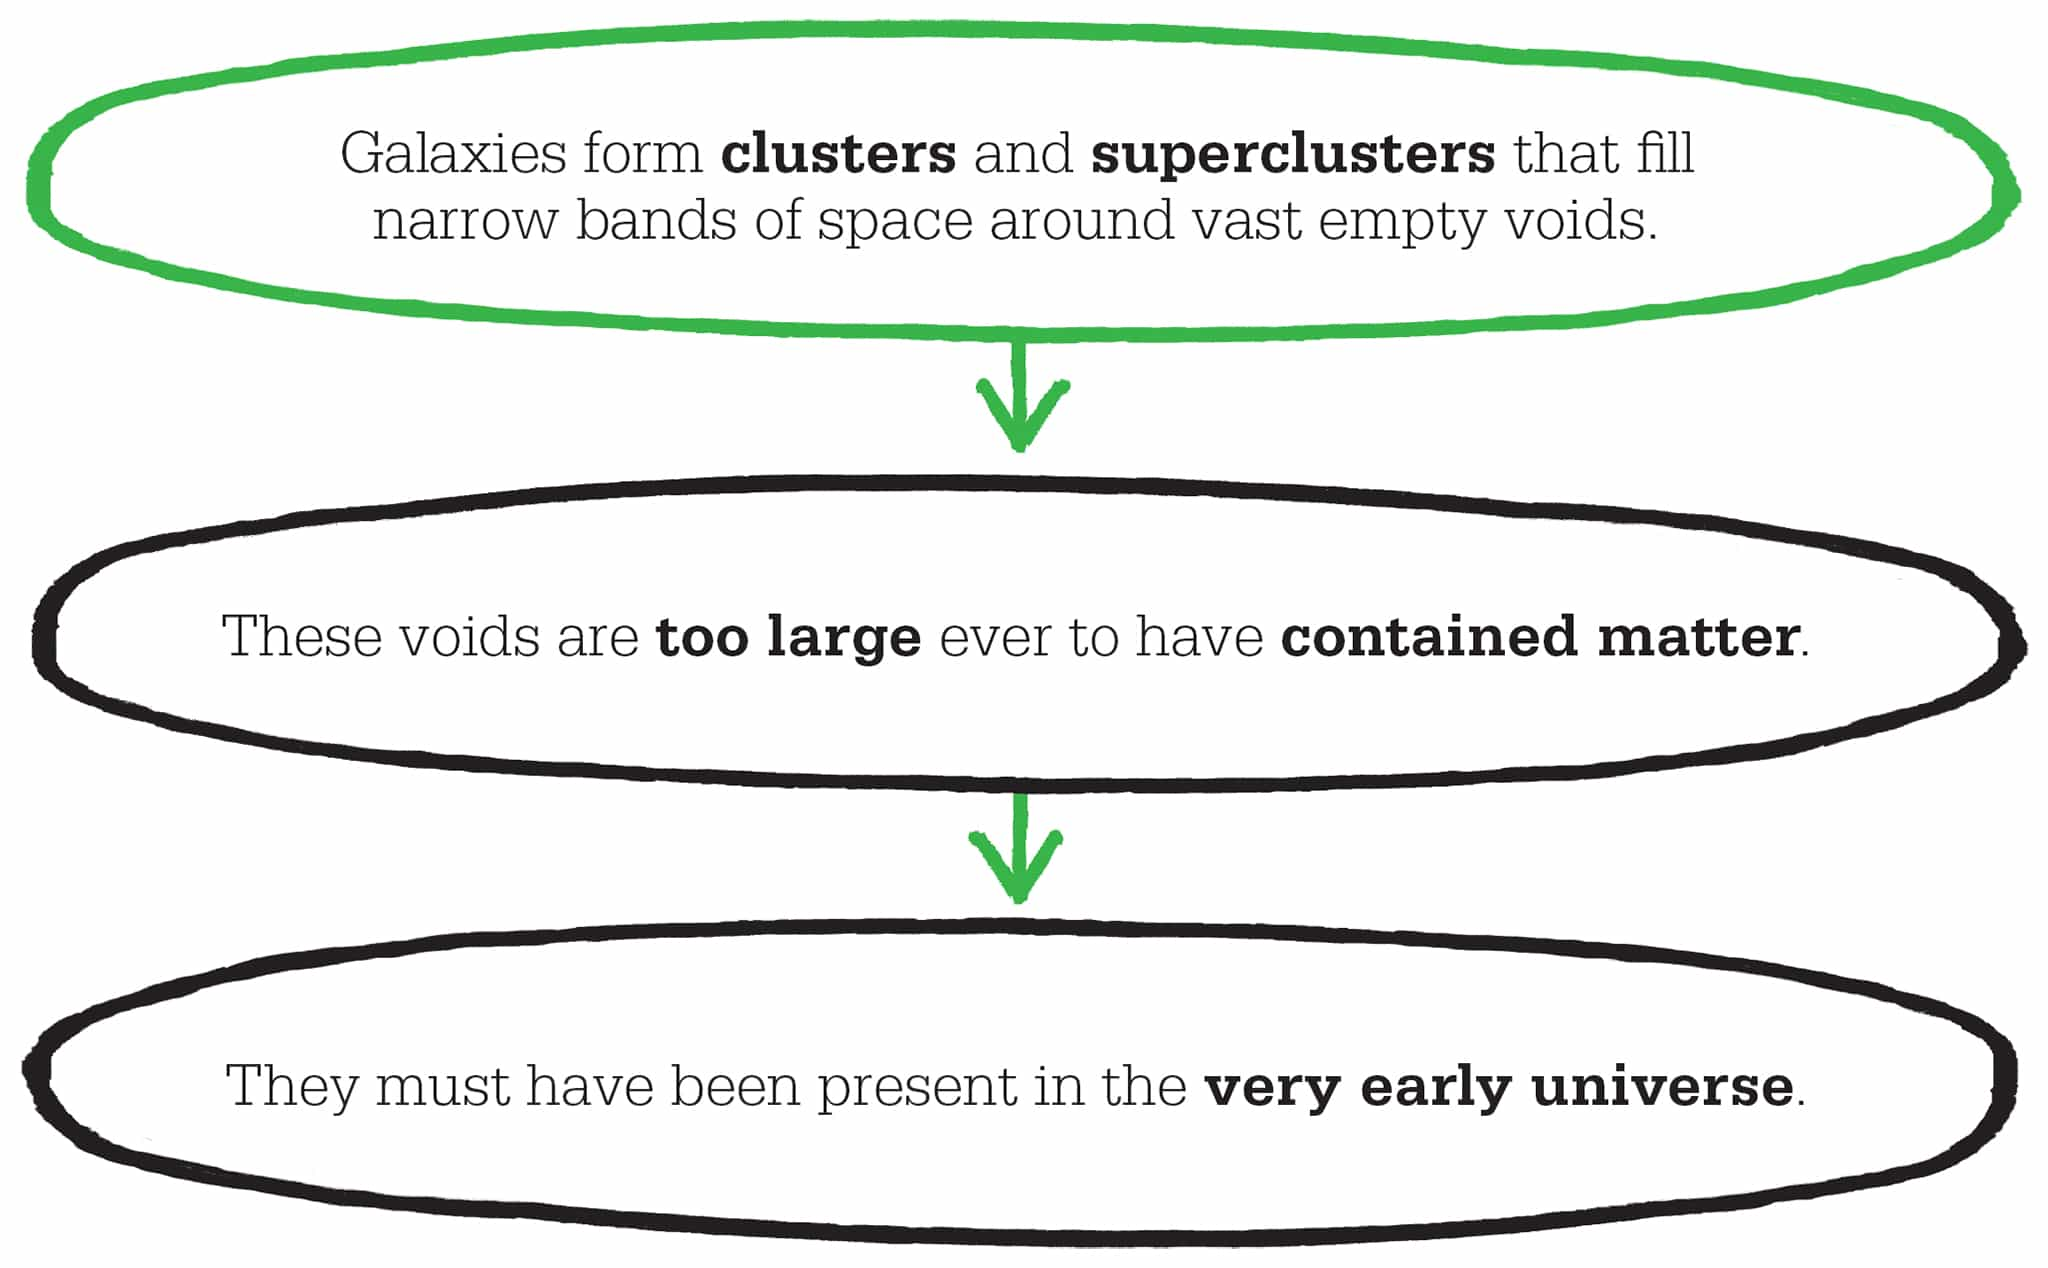 Galaxies form clusters and superclusters that fill
narrow bands of space around vast empty voids.
These voids are too large ever to have contained matter.
They must have been present in the very early universe.